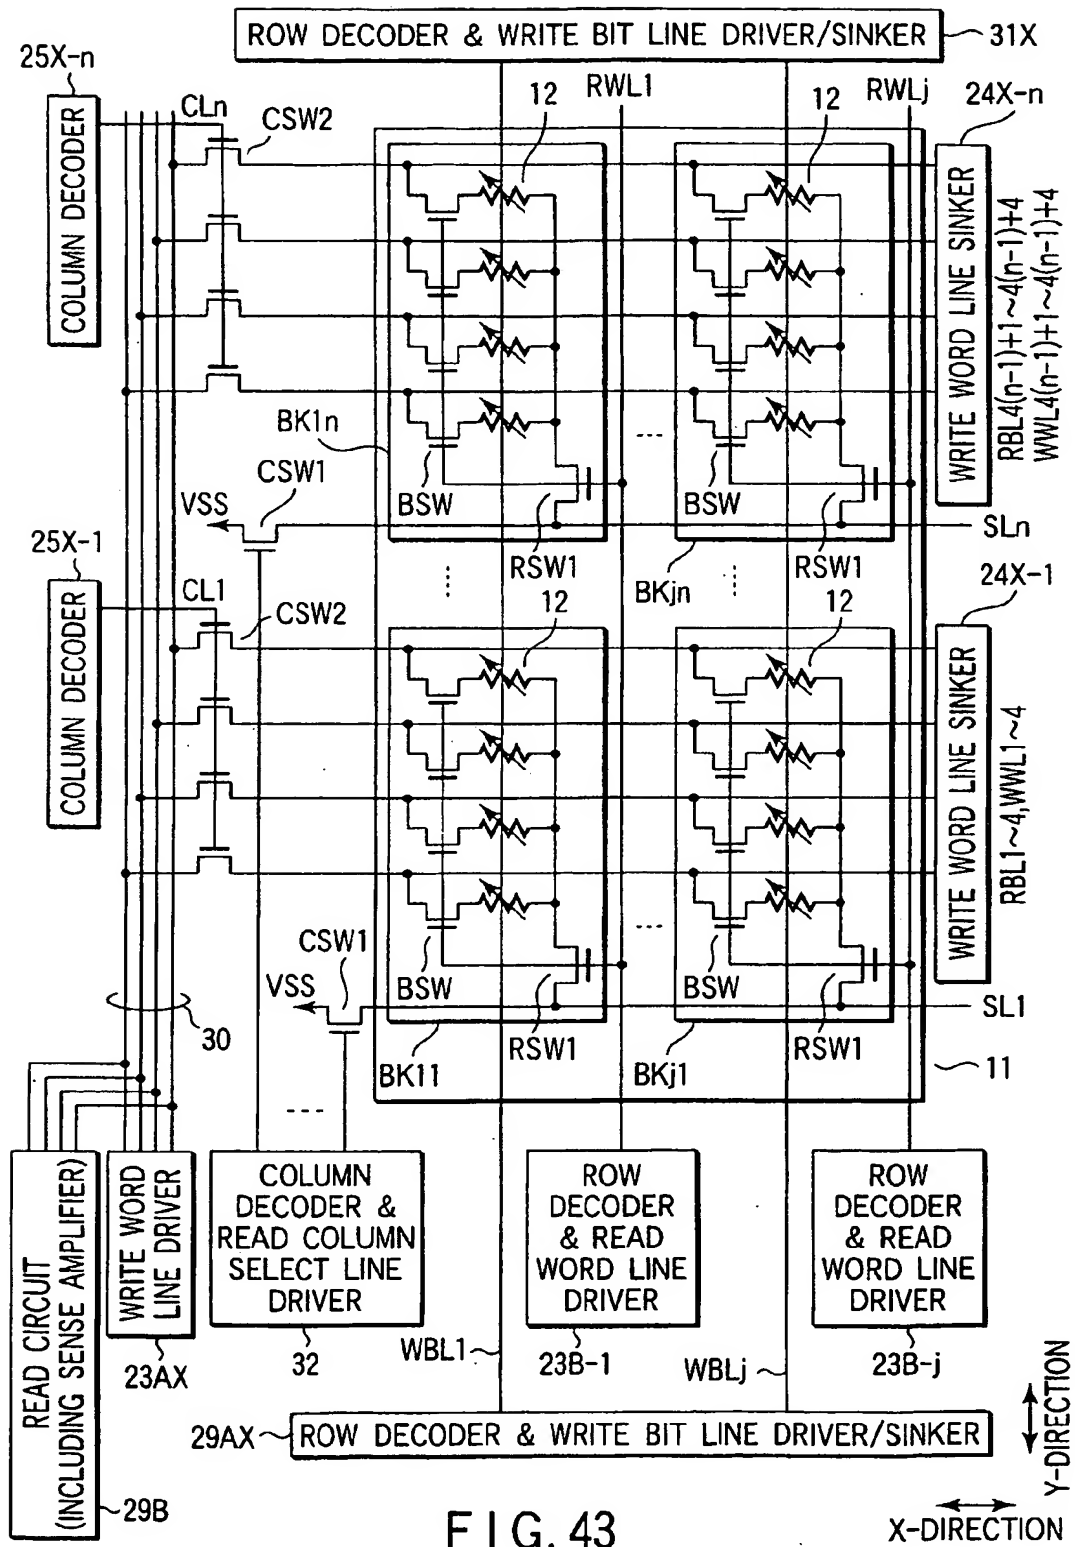 ROW DECODER & WRITE BIT LINE DRIVER/SINKER
31X
25X-n
COLUMN DECODER
CLn
CSW2
12
RWL1
12
RWLj
24X-n
WRITE WORD LINE SINKER
RBL4(n-1)+1~4(n-1)+4
WWL4(n-1)+1~4(n-1)+4
BK1n
BSW
BSW
CSW1
VSS
RSW1
RSW1
SLn
BKjn
25X-1
COLUMN DECODER
CL1
CSW2
12
12
24X-1
WRITE WORD LINE SINKER
RBL1~4,WWL1~4
CSW1
VSS
BSW
BSW
RSW1
RSW1
SL1
BK11
BKj1
11
30
READ CIRCUIT
(INCLUDING SENSE AMPLIFIER)
29B
WRITE WORD
LINE DRIVER
23AX
COLUMN
DECODER &
READ COLUMN
SELECT LINE
DRIVER
32
ROW
DECODER
& READ
WORD LINE
DRIVER
23B-1
ROW
DECODER
& READ
WORD LINE
DRIVER
23B-j
WBL1
WBLj
29AX
ROW DECODER & WRITE BIT LINE DRIVER/SINKER
Y-DIRECTION
X-DIRECTION
FIG. 43